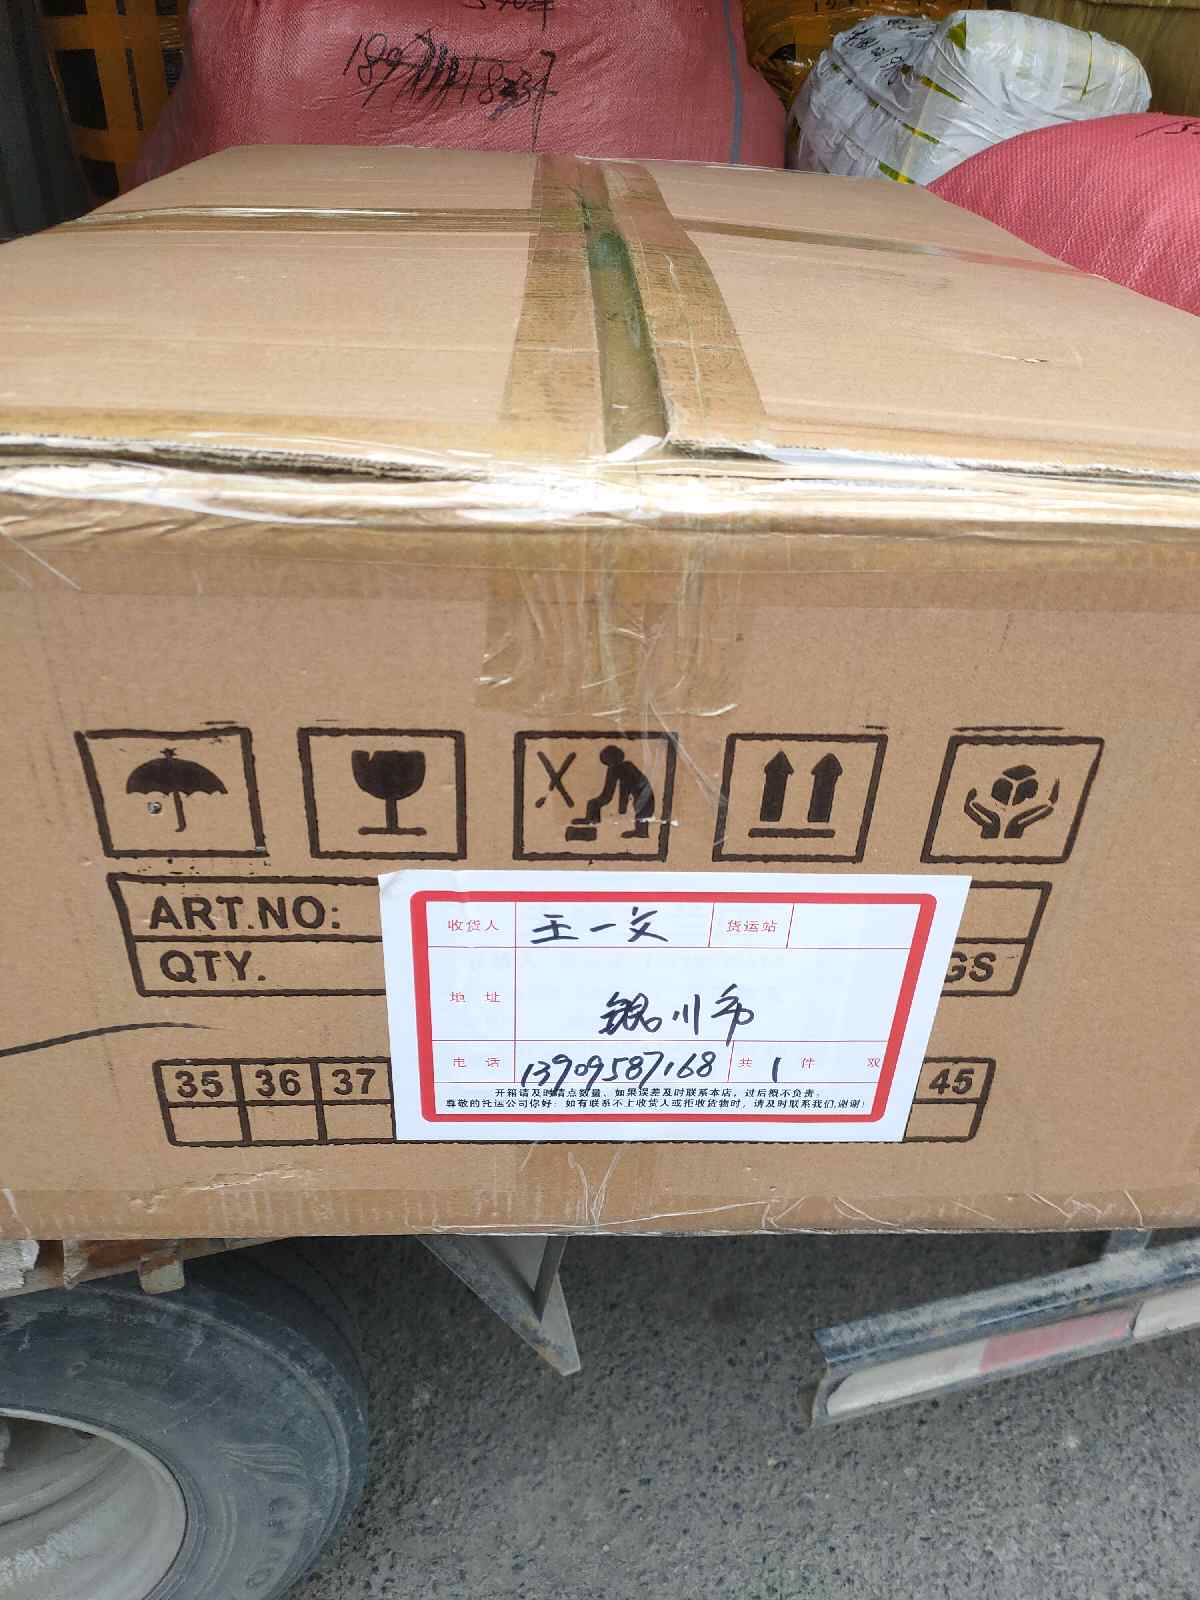 ART.NO:
QTY.
GS
收货人 王一文 货运站
地 址 银川市
电 话 13909587168 共 1 件 双
开箱请及时清点数量、如果误差及时联系本店，过后概不负责；
尊敬的托运公司你好：如有联系不上收货人或拒收货物时，请及时联系我们,谢谢！
35 36 37 45